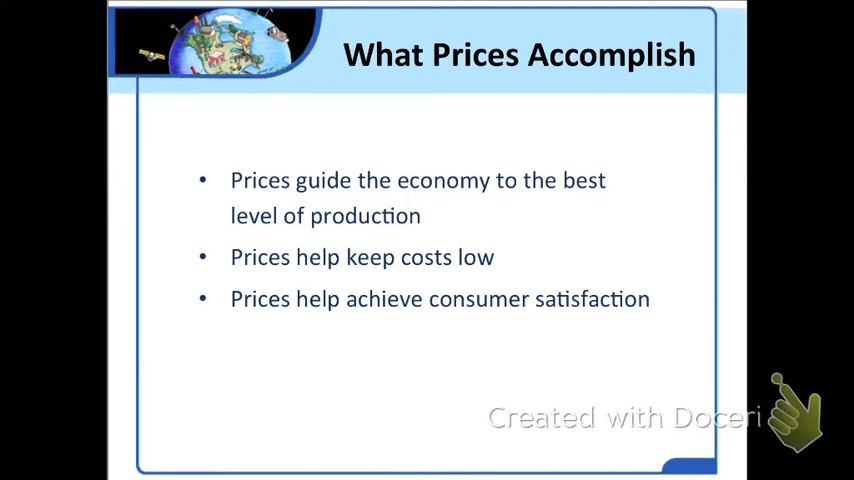 What Prices Accomplish
• Prices guide the economy to the best
level of production
• Prices help keep costs low
• Prices help achieve consumer satisfaction
Created with Doceri